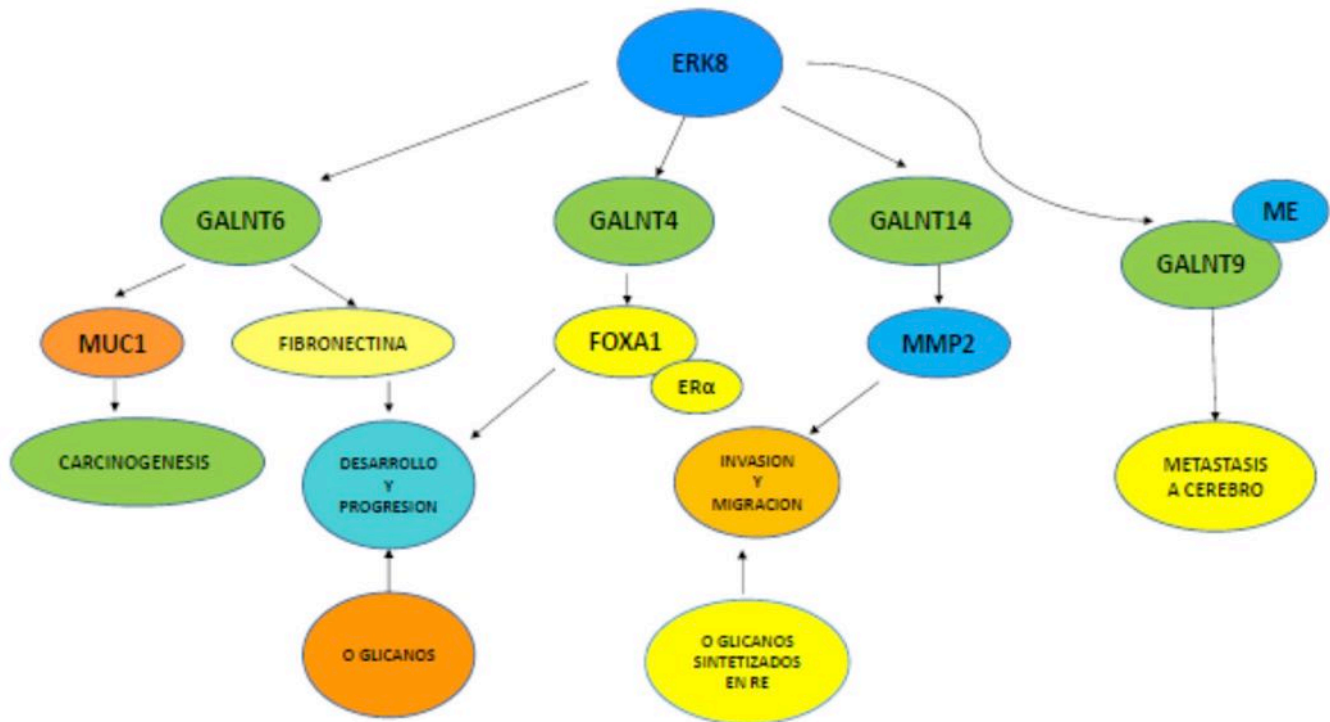 ERK8
GALNT6
GALNT4
GALNT14
ME
GALNT9
MUC1
FIBRONECTINA
FOXA1
ERα
MMP2
CARCINOGENESIS
DESARROLLO
Y
PROGRESION
INVASION
Y
MIGRACION
METASTASIS
A CEREBRO
O GLICANOS
O GLICANOS
SINTETIZADOS
EN RE